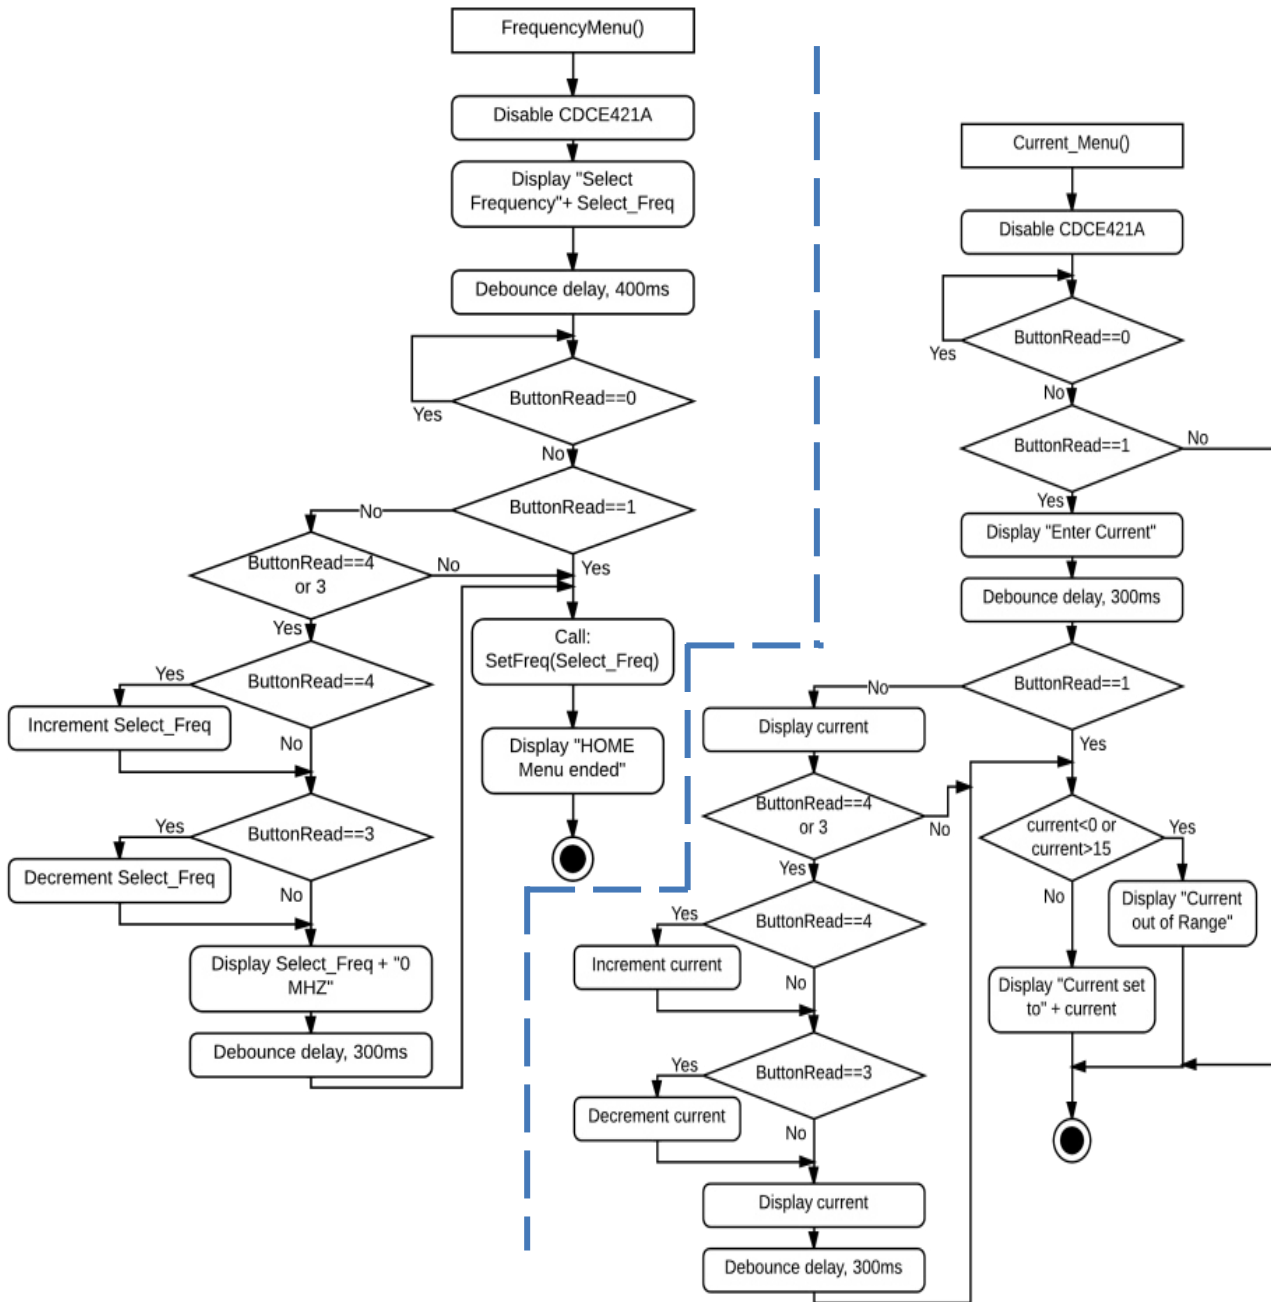 FrequencyMenu()
Disable CDCE421A
Display "Select
Frequency"+ Select_Freq
Debounce delay, 400ms
ButtonRead==0
Yes
No
ButtonRead==1
No
Yes
ButtonRead==4
or 3
No
Yes
ButtonRead==4
Yes
Increment Select_Freq
No
ButtonRead==3
Yes
Decrement Select_Freq
No
Display Select_Freq + "0
MHZ"
Debounce delay, 300ms
Call:
SetFreq(Select_Freq)
Display "HOME
Menu ended"
Current_Menu()
Disable CDCE421A
ButtonRead==0
Yes
No
ButtonRead==1
No
Yes
Display "Enter Current"
Debounce delay, 300ms
ButtonRead==1
No
Yes
Display current
ButtonRead==4
or 3
No
Yes
ButtonRead==4
Yes
Increment current
No
ButtonRead==3
Yes
Decrement current
No
Display current
Debounce delay, 300ms
current<0 or
current>15
Yes
No
Display "Current
out of Range"
Display "Current set
to" + current